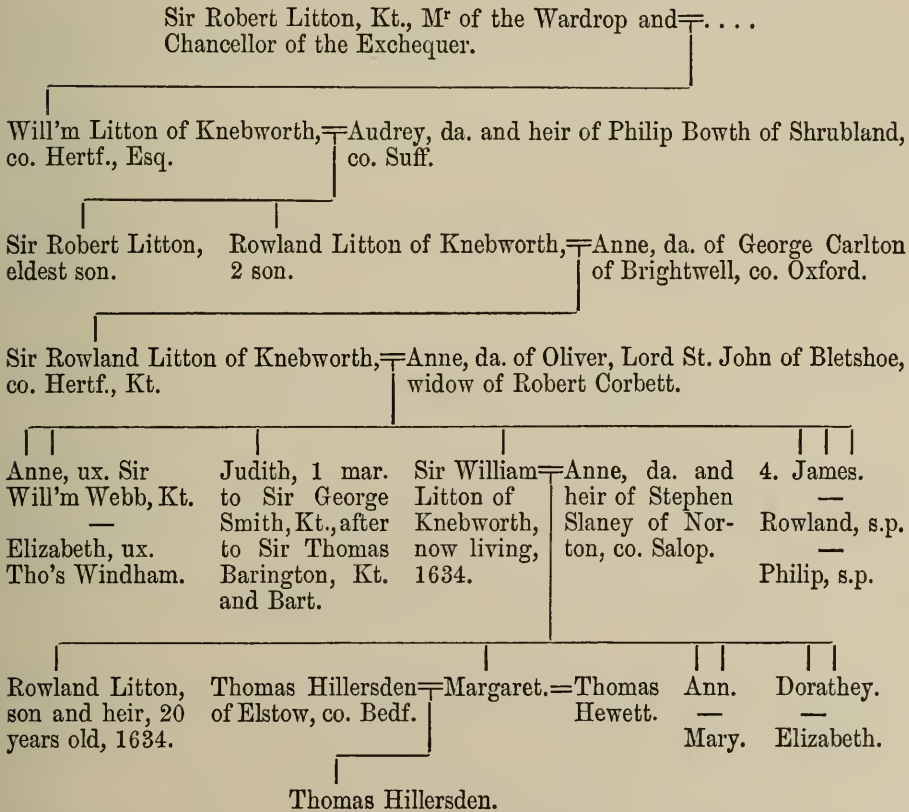 Sir Robert Litton, Kt., Mʳ of the Wardrop and=. . . .
Chancellor of the Exchequer.
Will'm Litton of Knebworth,=Audrey, da. and heir of Philip Bowth of Shrubland,
co. Hertf., Esq.
co. Suff.
Sir Robert Litton,
eldest son.
Rowland Litton of Knebworth,=Anne, da. of George Carlton
2 son.
of Brightwell, co. Oxford.
Sir Rowland Litton of Knebworth,=Anne, da. of Oliver, Lord St. John of Bletshoe,
co. Hertf., Kt.
widow of Robert Corbett.
Anne, ux. Sir
Will'm Webb, Kt.
—
Elizabeth, ux.
Tho's Windham.
Judith, 1 mar.
to Sir George
Smith, Kt., after
to Sir Thomas
Barington, Kt.
and Bart.
Sir William=
Litton of
Knebworth,
now living,
1634.
Anne, da. and
heir of Stephen
Slaney of Nor-
ton, co. Salop.
4. James.
—
Rowland, s.p.
—
Philip, s.p.
Rowland Litton,
son and heir, 20
years old, 1634.
Thomas Hillersden=Margaret.=Thomas
of Elstow, co. Bedf.
Hewett.
Ann.
—
Mary.
Dorathey.
—
Elizabeth.
Thomas Hillersden.